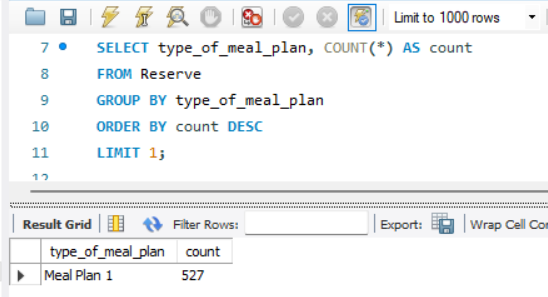 Limit to 1000 rows
7 SELECT type_of_meal_plan, COUNT(*) AS count
8 FROM Reserve
9 GROUP BY type_of_meal_plan
10 ORDER BY count DESC
11 LIMIT 1;
12
Result Grid Filter Rows: Export: Wrap Cell Co
type_of_meal_plan count
Meal Plan 1 527